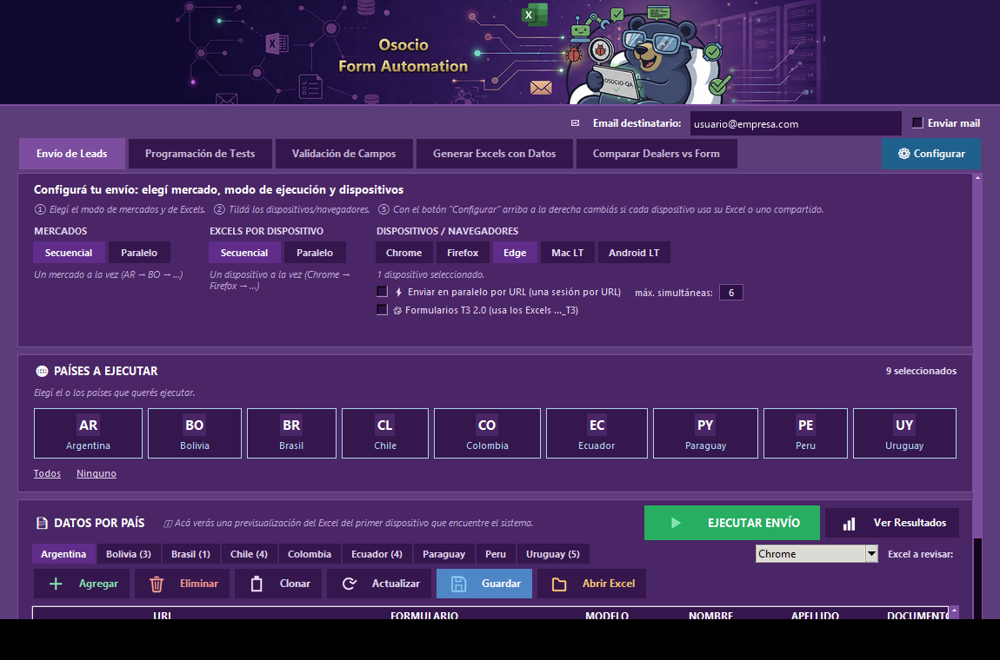 Osocio
Form Automation
OSOCIO-QA
Email destinatario: usuario@empresa.com Enviar mail
Envío de Leads Programación de Tests Validación de Campos Generar Excels con Datos Comparar Dealers vs Form Configurar
Configurá tu envío: elegí mercado, modo de ejecución y dispositivos
① Elegí el modo de mercados y de Excels. ② Tildá los dispositivos/navegadores. ③ Con el botón "Configurar" arriba a la derecha cambiás si cada dispositivo usa su Excel o uno compartido.
MERCADOS EXCELS POR DISPOSITIVO DISPOSITIVOS / NAVEGADORES
Secuencial Paralelo Secuencial Paralelo Chrome Firefox Edge Mac LT Android LT
Un mercado a la vez (AR → BO → ...) Un dispositivo a la vez (Chrome → 1 dispositivo seleccionado.
Firefox → ...)
Enviar en paralelo por URL (una sesión por URL) máx. simultáneas: 6
Formularios T3 2.0 (usa los Excels ..._T3)
PAÍSES A EJECUTAR 9 seleccionados
Elegí el o los países que querés ejecutar.
AR BO BR CL CO EC PY PE UY
Argentina Bolivia Brasil Chile Colombia Ecuador Paraguay Peru Uruguay
Todos Ninguno
DATOS POR PAÍS Acá verás una previsualización del Excel del primer dispositivo que encuentre el sistema. EJECUTAR ENVÍO Ver Resultados
Argentina Bolivia (3) Brasil (1) Chile (4) Colombia Ecuador (4) Paraguay Peru Uruguay (5) Chrome Excel a revisar:
Agregar Eliminar Clonar Actualizar Guardar Abrir Excel
URL FORMULARIO MODELO NOMBRE APELLIDO DOCUMENTO